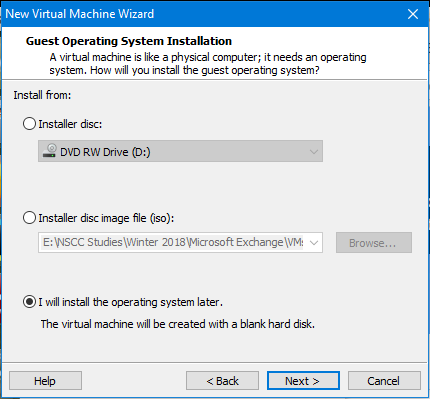 New Virtual Machine Wizard
Guest Operating System Installation
A virtual machine is like a physical computer; it needs an operating
system. How will you install the guest operating system?
Install from:
Installer disc:
DVD RW Drive (D:)
Installer disc image file (iso):
E:\NSCC Studies\Winter 2018\Microsoft Exchange\VMs
Browse...
I will install the operating system later.
The virtual machine will be created with a blank hard disk.
Help
< Back
Next >
Cancel